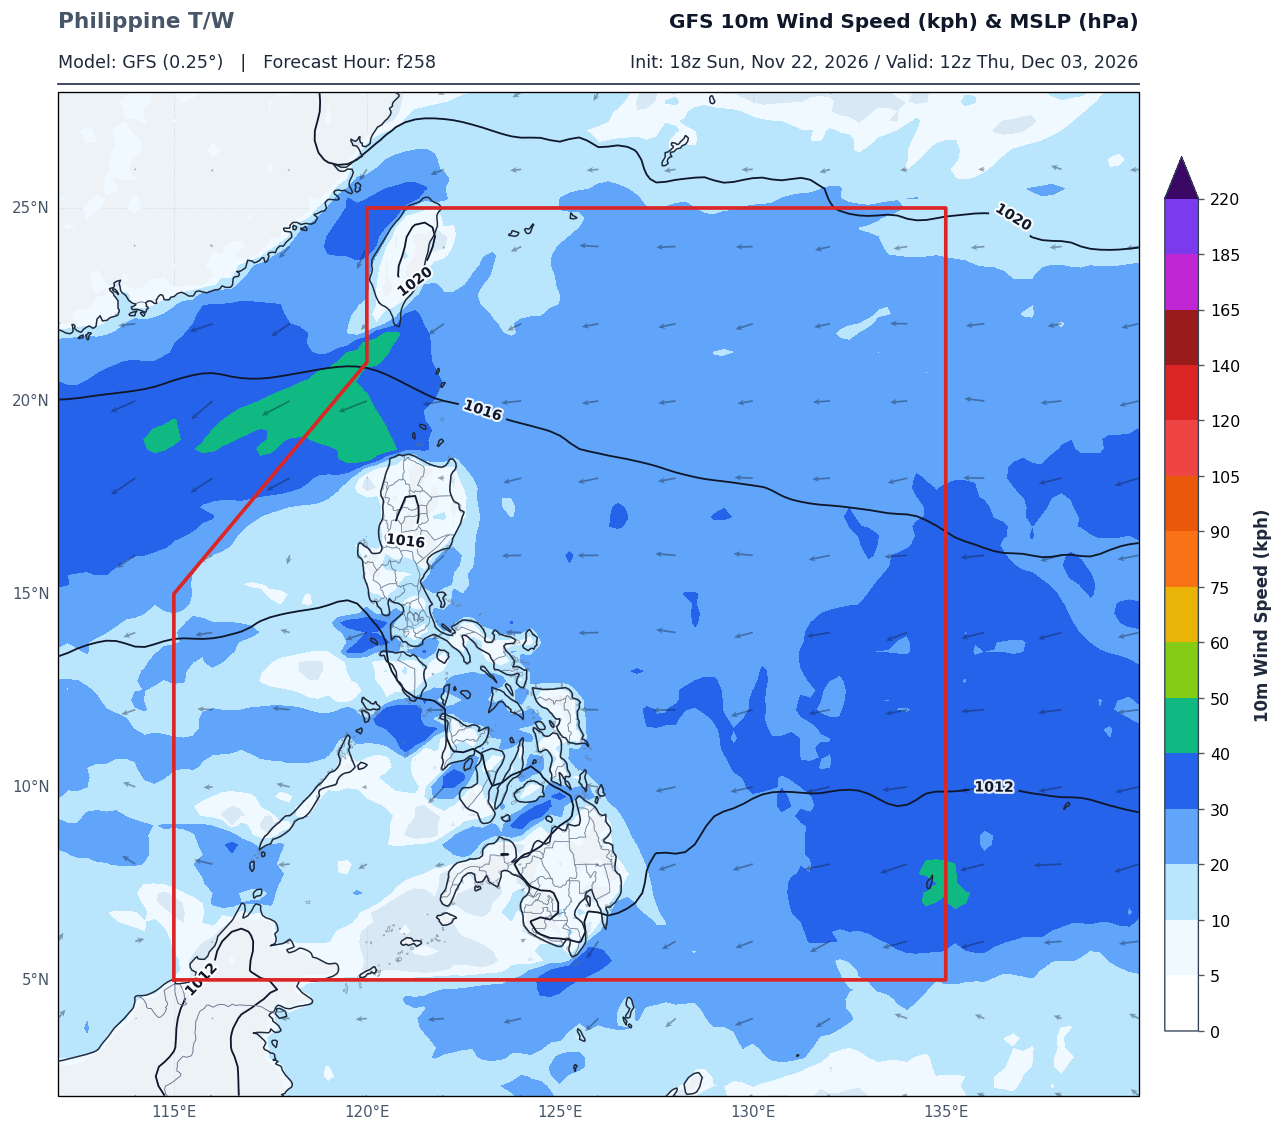 Philippine T/W
GFS 10m Wind Speed (kph) & MSLP (hPa)
Model: GFS (0.25°)   |   Forecast Hour: f258
Init: 18z Sun, Nov 22, 2026 / Valid: 12z Thu, Dec 03, 2026
25°N
20°N
15°N
10°N
5°N
115°E
120°E
125°E
130°E
135°E
1020
1020
1016
1016
1012
1012
220
185
165
140
120
105
90
75
60
50
40
30
20
10
5
0
10m Wind Speed (kph)